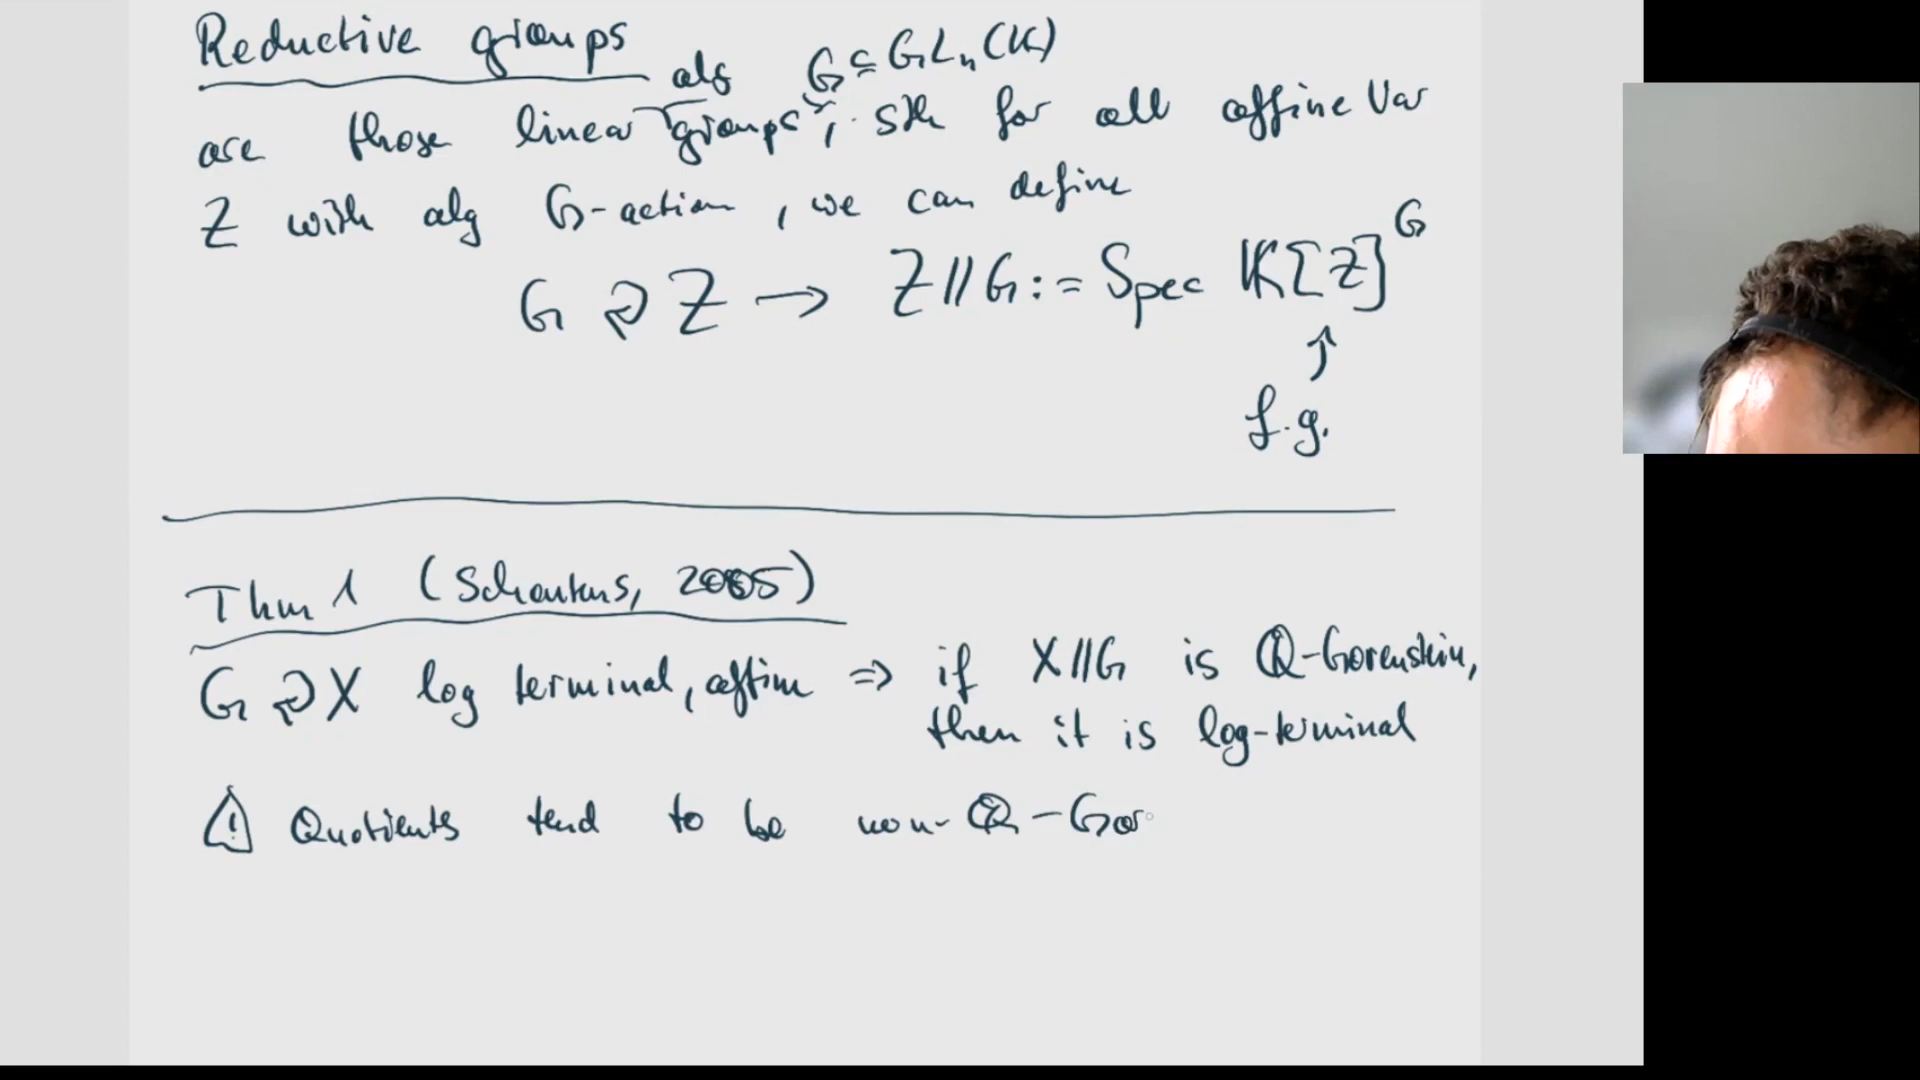 Reductive groups
alg G ⊆ GLn (K)
are those linear groups, sth for all affine Var
Z with alg G-action, we can define
G ↻ Z → Z//G := Spec K[Z]^G
↑
f.g.
Thm 1 (Schoutens, 2005)
G ↻ X log terminal, affine ⇒ if X//G is Q-Gorenstein,
then it is log-terminal
⚠ Quotients tend to be non-Q-Gor